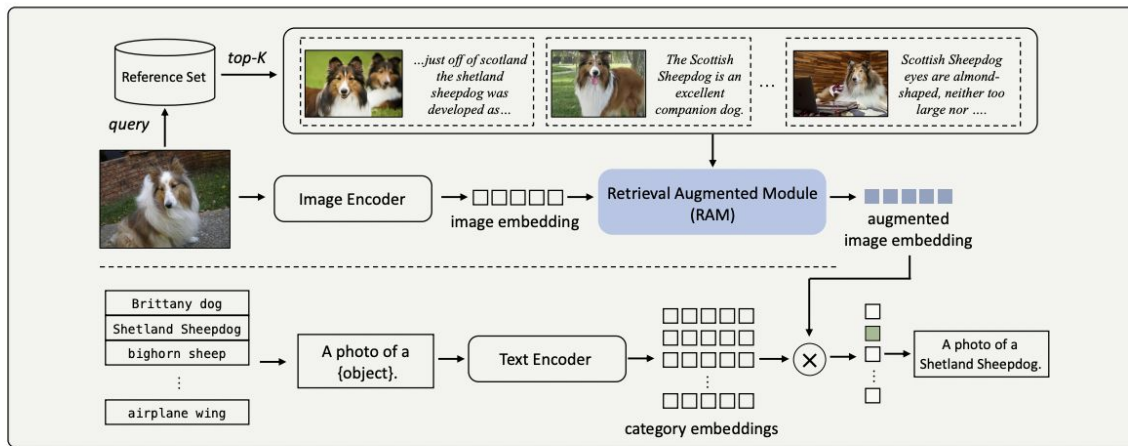 Reference Set
top-K
query
...just off of scotland
the shetland
sheepdog was
developed as...
The Scottish
Sheepdog is an
excellent
companion dog.
...
Scottish Sheepdog
eyes are almond-
shaped, neither too
large nor ....
Image Encoder
image embedding
Retrieval Augmented Module
(RAM)
augmented
image embedding
Brittany dog
Shetland Sheepdog
bighorn sheep
⋮
airplane wing
A photo of a
{object}.
Text Encoder
⋮
category embeddings
×
⋮
A photo of a
Shetland Sheepdog.